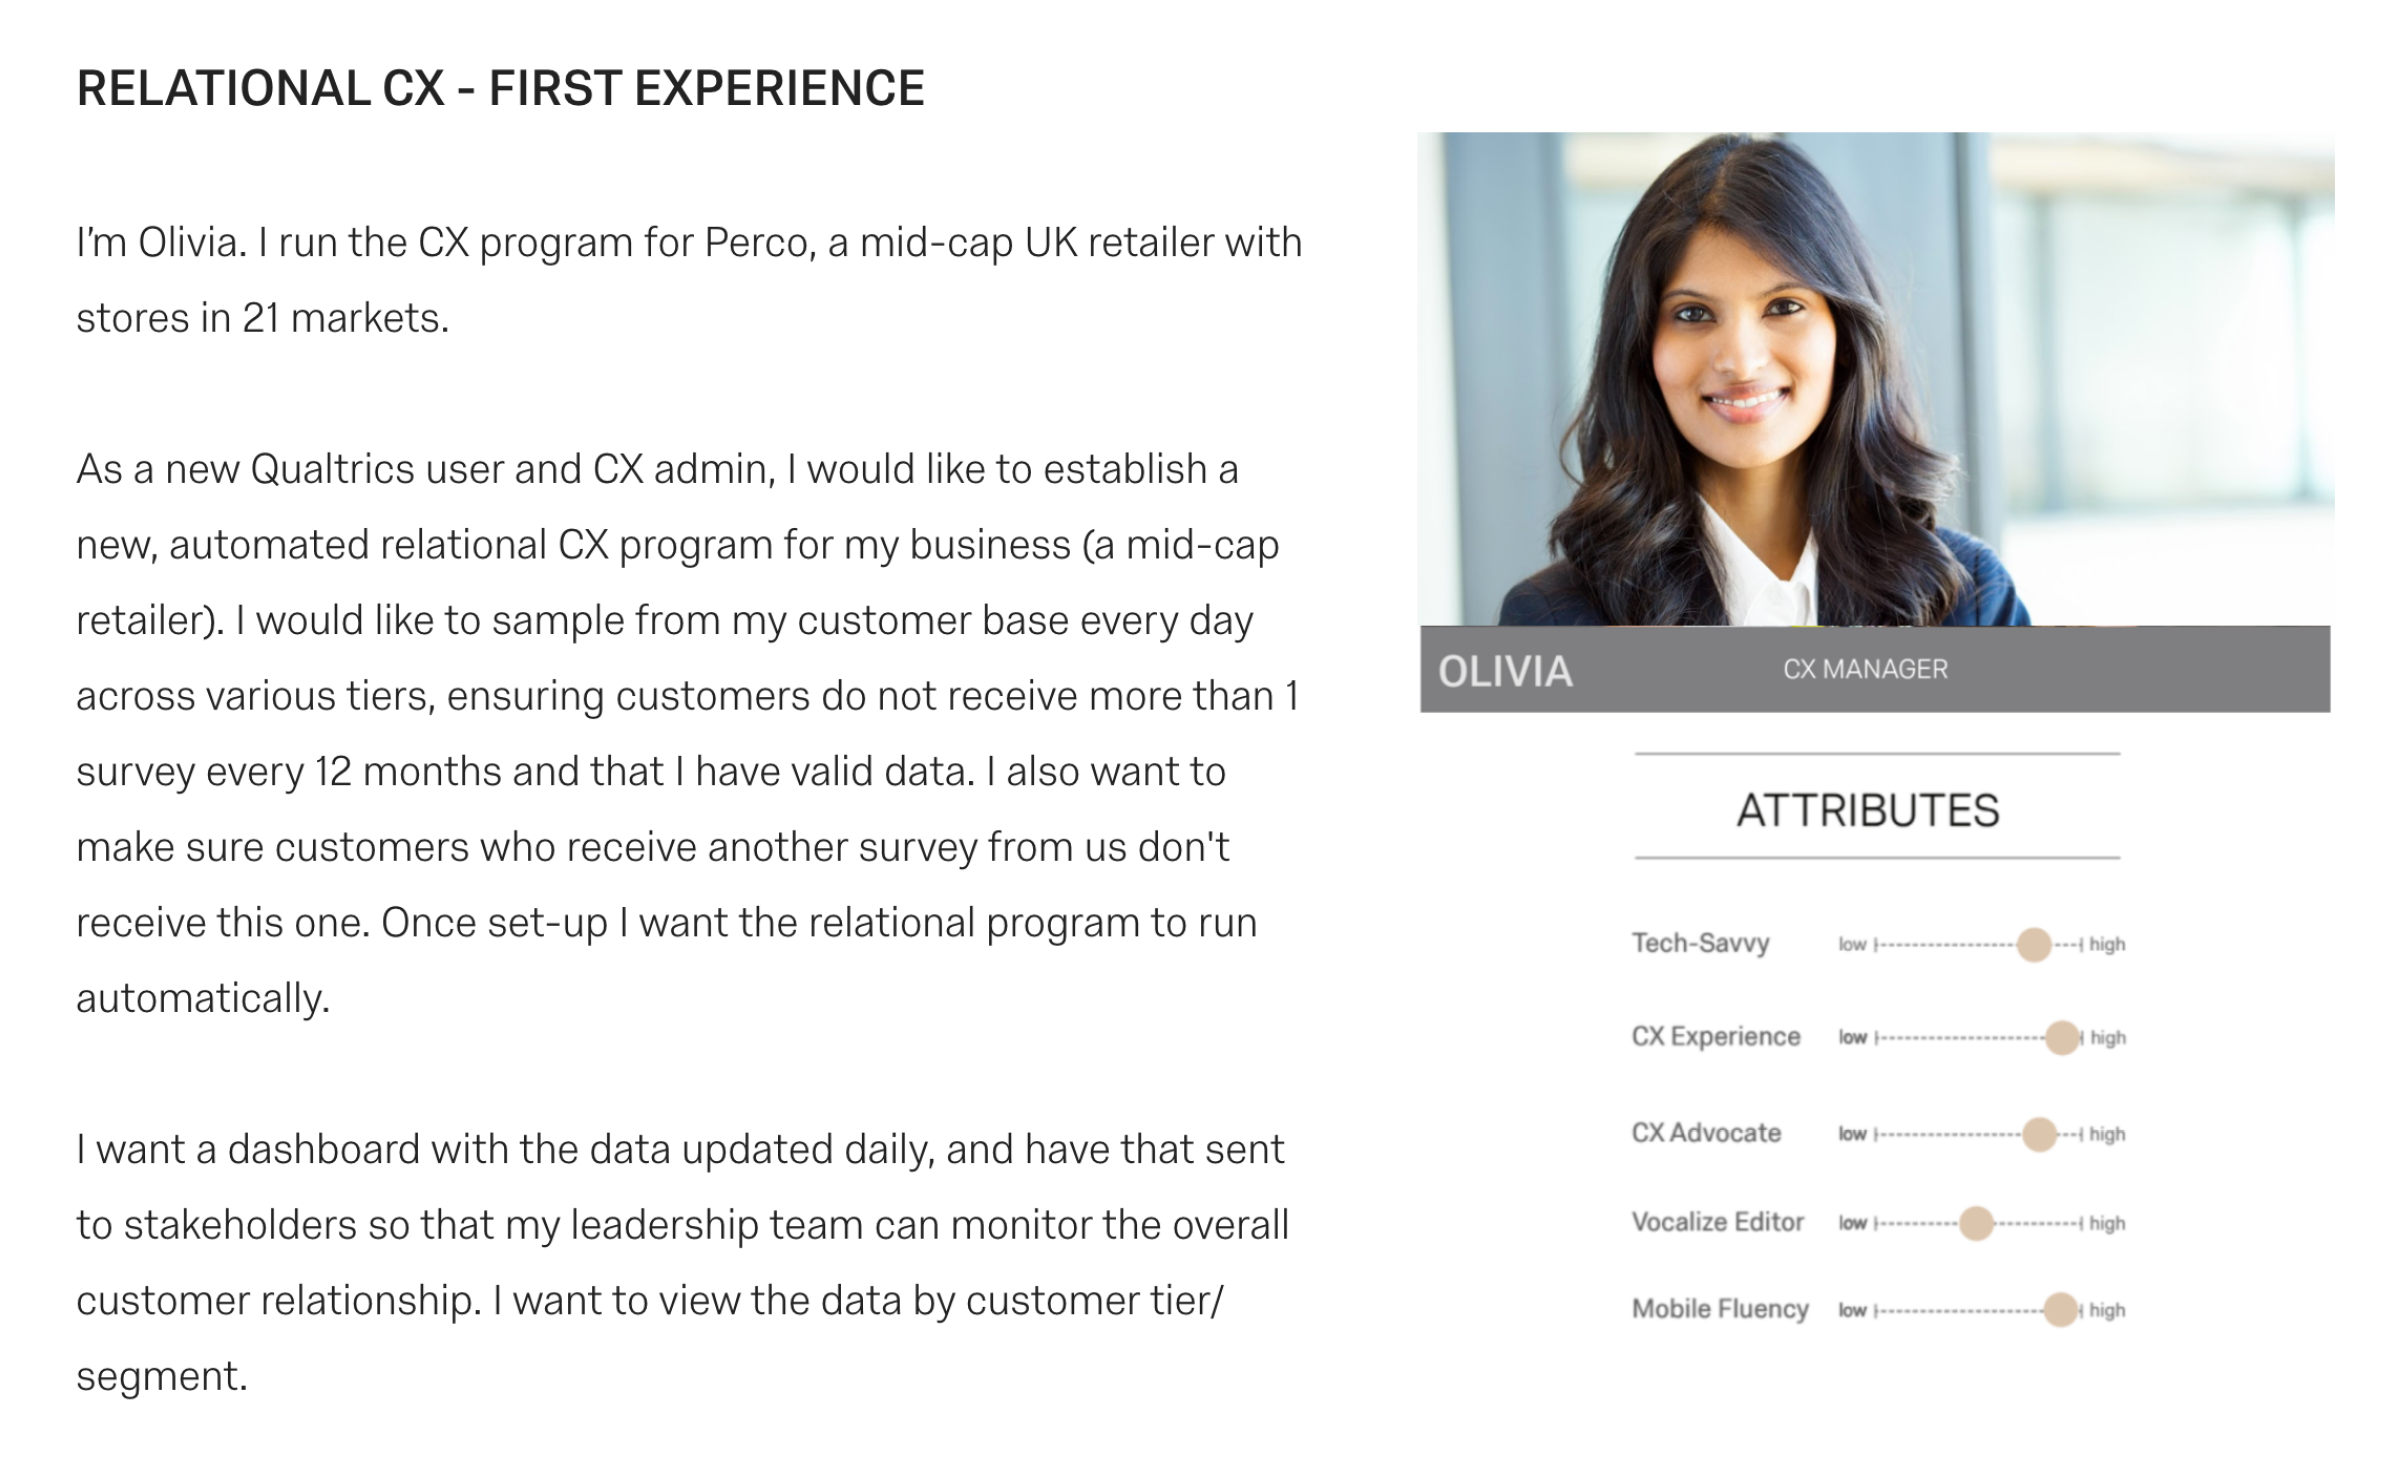 RELATIONAL CX - FIRST EXPERIENCE
I’m Olivia. I run the CX program for Perco, a mid-cap UK retailer with
stores in 21 markets.
As a new Qualtrics user and CX admin, I would like to establish a
new, automated relational CX program for my business (a mid-cap
retailer). I would like to sample from my customer base every day
across various tiers, ensuring customers do not receive more than 1
survey every 12 months and that I have valid data. I also want to
make sure customers who receive another survey from us don't
receive this one. Once set-up I want the relational program to run
automatically.
I want a dashboard with the data updated daily, and have that sent
to stakeholders so that my leadership team can monitor the overall
customer relationship. I want to view the data by customer tier/
segment.
OLIVIA CX MANAGER
ATTRIBUTES
Tech-Savvy low high
CX Experience low high
CX Advocate low high
Vocalize Editor low high
Mobile Fluency low high